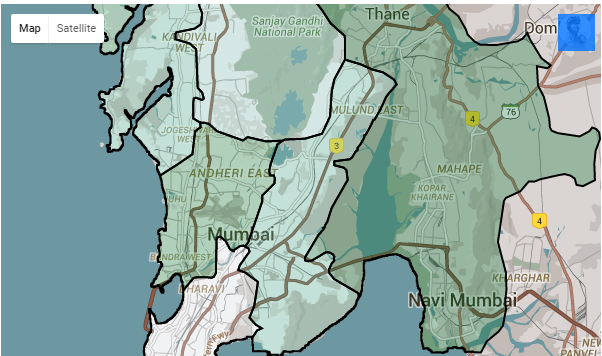 Map
Satellite
Sanjay Gandhi
National Park
Thane
Dom
KANDIVALI
WEST
MULUND EAST
3
4
76
JOGESHWARI
WEST
ANDHERI EAST
MAHAPE
KOPAR
KHAIRANE
JUHU
4
Mumbai
BANDRA WEST
KHARGHAR
DHARAVI
Navi Mumbai
NEW
PANVEL